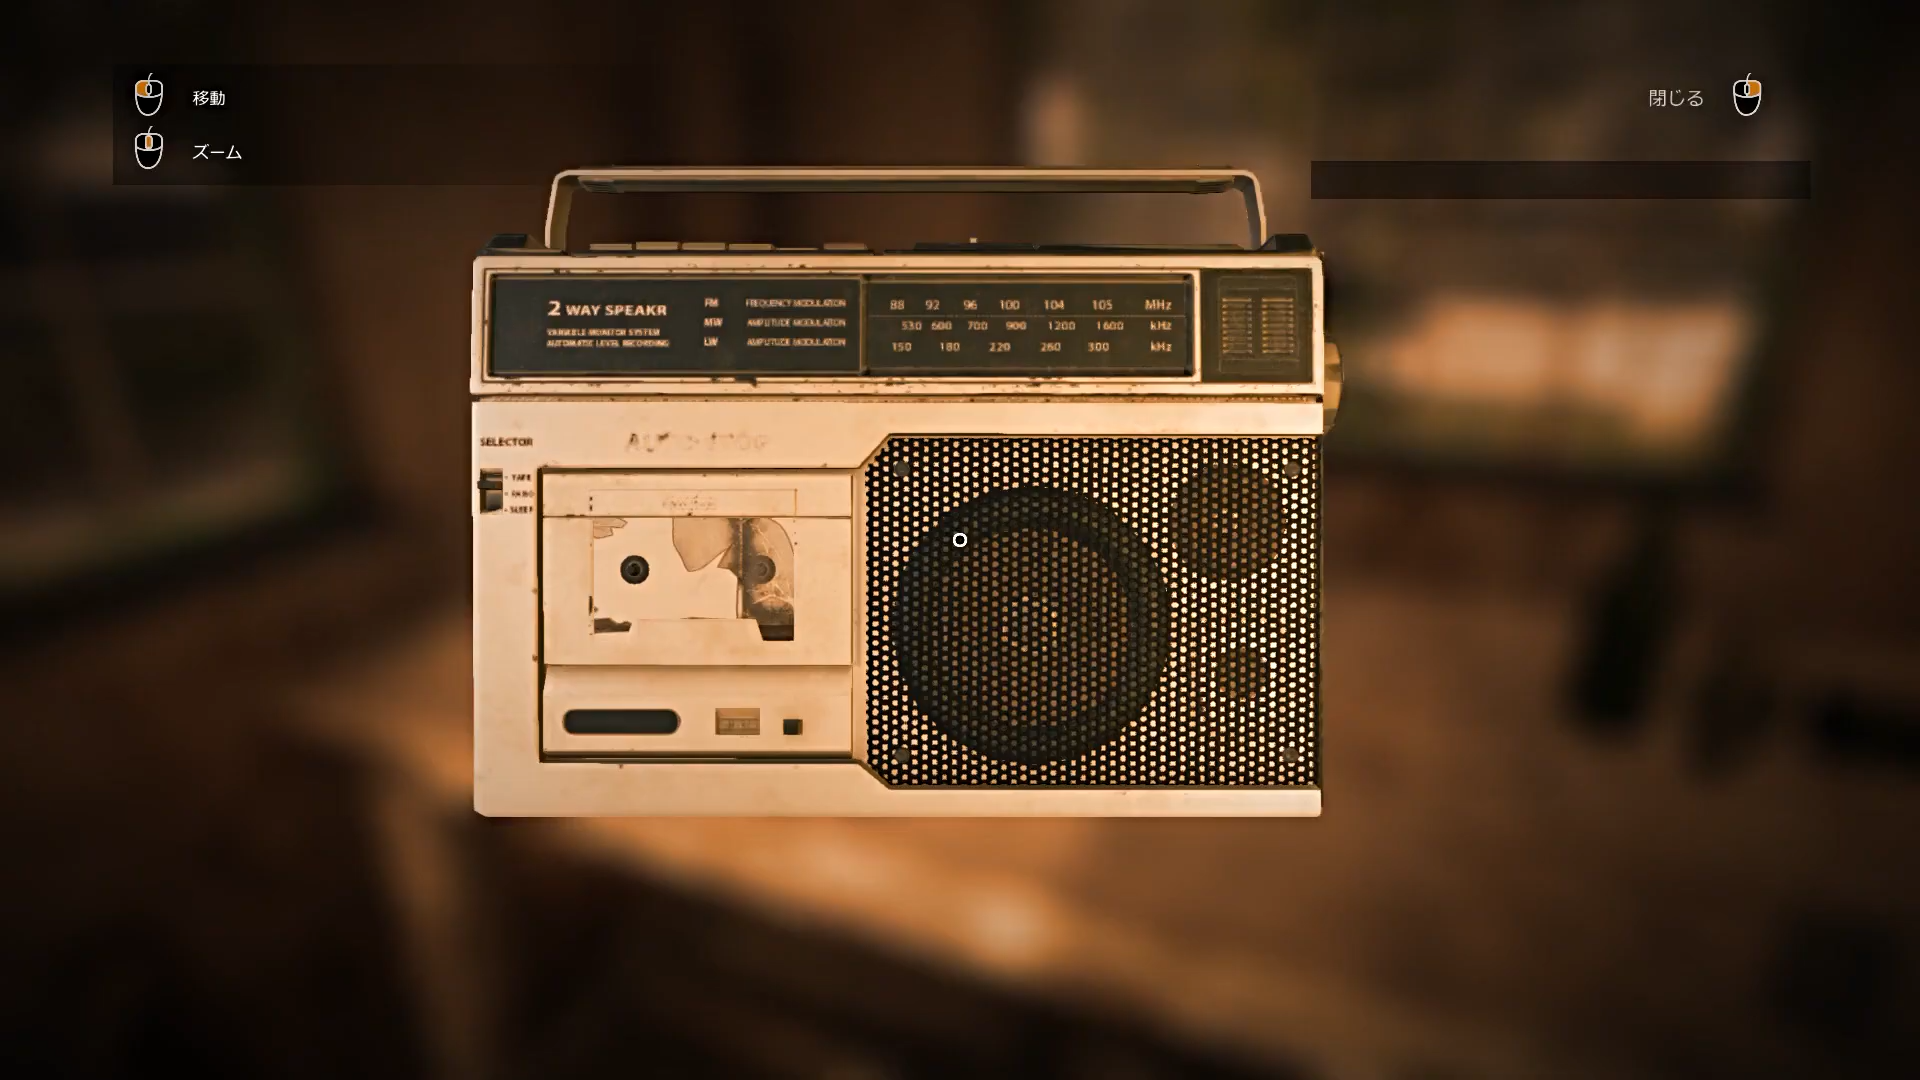 移動
ズーム
閉じる
2 WAY SPEAKR
VARIABLE MONITOR SYSTEM
AUTOMATIC LEVEL RECORDING
FM FREQUENCY MODULATION
MW AMPLITUDE MODULATION
LW AMPLITUDE MODULATION
88 92 96 100 104 105 MHz
530 600 700 900 1200 1600 kHz
150 180 220 260 300 kHz
SELECTOR
TAPE
RADIO
SLEEP